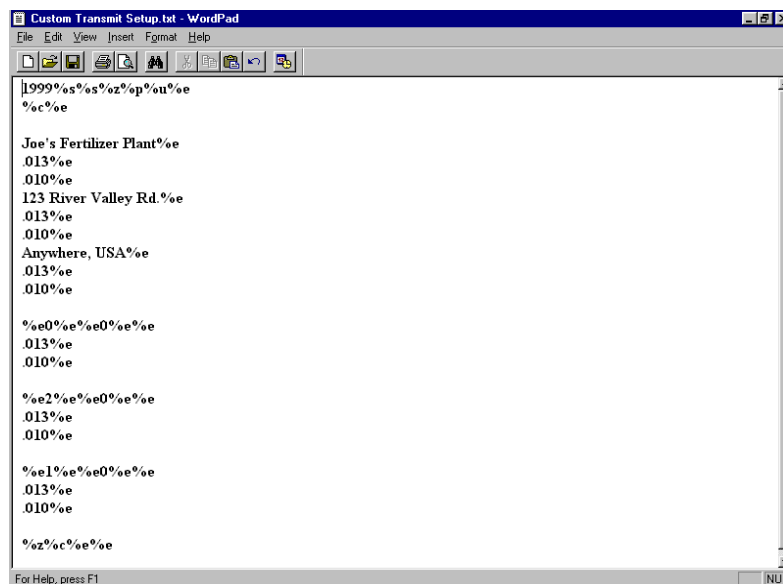 Custom Transmit Setup.txt - WordPad
File Edit View Insert Format Help
1999%s%s%z%p%u%e
%c%e
Joe's Fertilizer Plant%e
.013%e
.010%e
123 River Valley Rd.%e
.013%e
.010%e
Anywhere, USA%e
.013%e
.010%e
%e0%e%e0%e%e
.013%e
.010%e
%e2%e%e0%e%e
.013%e
.010%e
%e1%e%e0%e%e
.013%e
.010%e
%z%c%e%e
For Help, press F1
NU